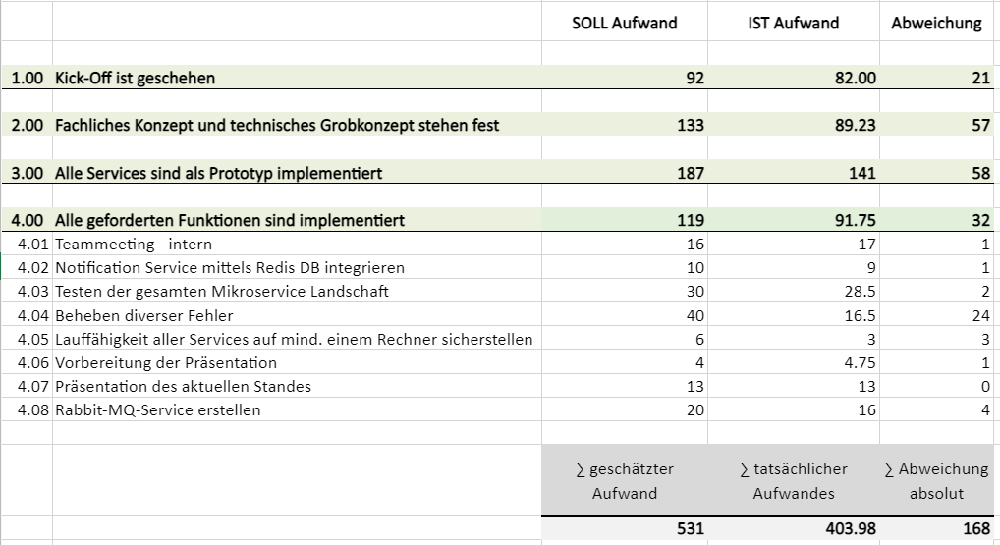 SOLL Aufwand IST Aufwand Abweichung
1.00 Kick-Off ist geschehen 92 82.00 21
2.00 Fachliches Konzept und technisches Grobkonzept stehen fest 133 89.23 57
3.00 Alle Services sind als Prototyp implementiert 187 141 58
4.00 Alle geforderten Funktionen sind implementiert 119 91.75 32
4.01 Teammeeting - intern 16 17 1
4.02 Notification Service mittels Redis DB integrieren 10 9 1
4.03 Testen der gesamten Mikroservice Landschaft 30 28.5 2
4.04 Beheben diverser Fehler 40 16.5 24
4.05 Lauffähigkeit aller Services auf mind. einem Rechner sicherstellen 6 3 3
4.06 Vorbereitung der Präsentation 4 4.75 1
4.07 Präsentation des aktuellen Standes 13 13 0
4.08 Rabbit-MQ-Service erstellen 20 16 4
∑ geschätzter ∑ tatsächlicher ∑ Abweichung
Aufwand Aufwandes absolut
531 403.98 168